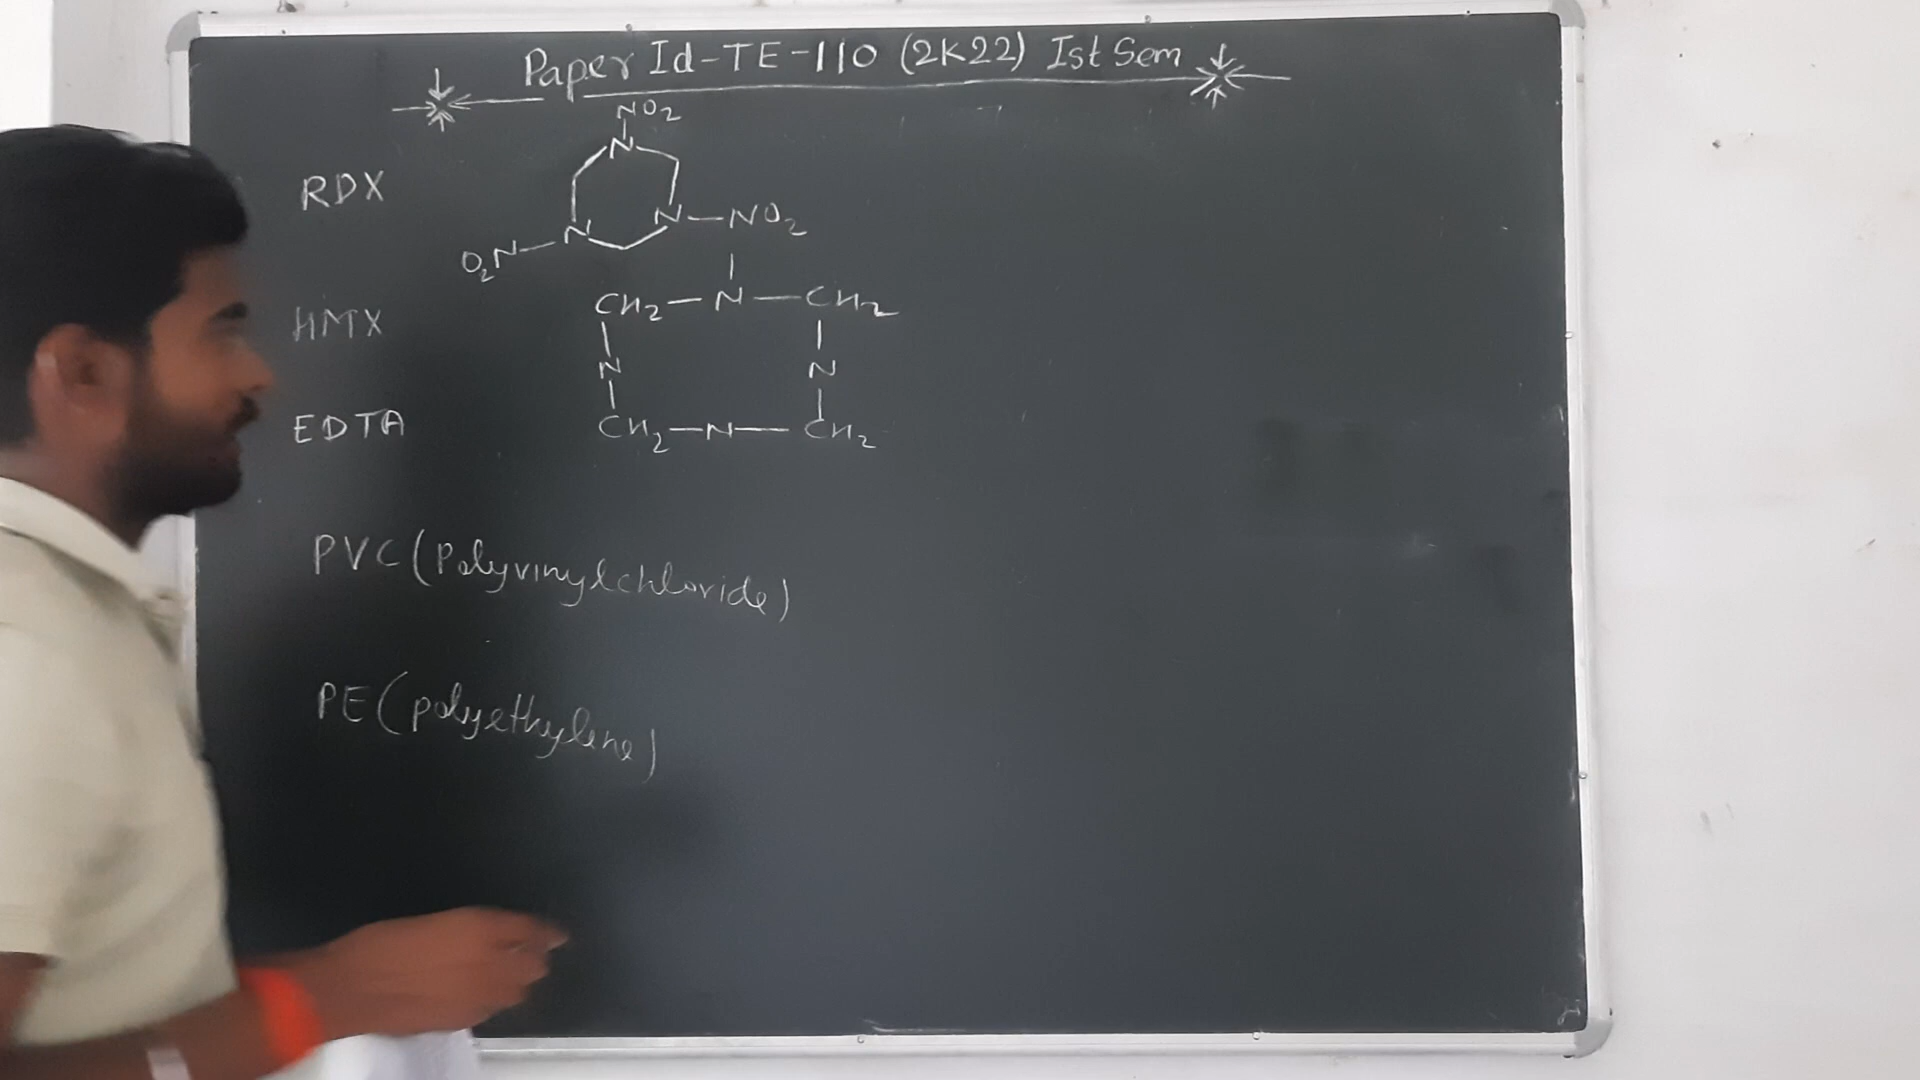 Paper Id-TE-110 (2K22) Ist Sem
NO2
N
RDX
N-NO2
O2N-N
HMX
CH2-N-CH2
N N
EDTA
CH2-N-CH2
PVC (Polyvinylchloride)
PE (polyethylene)